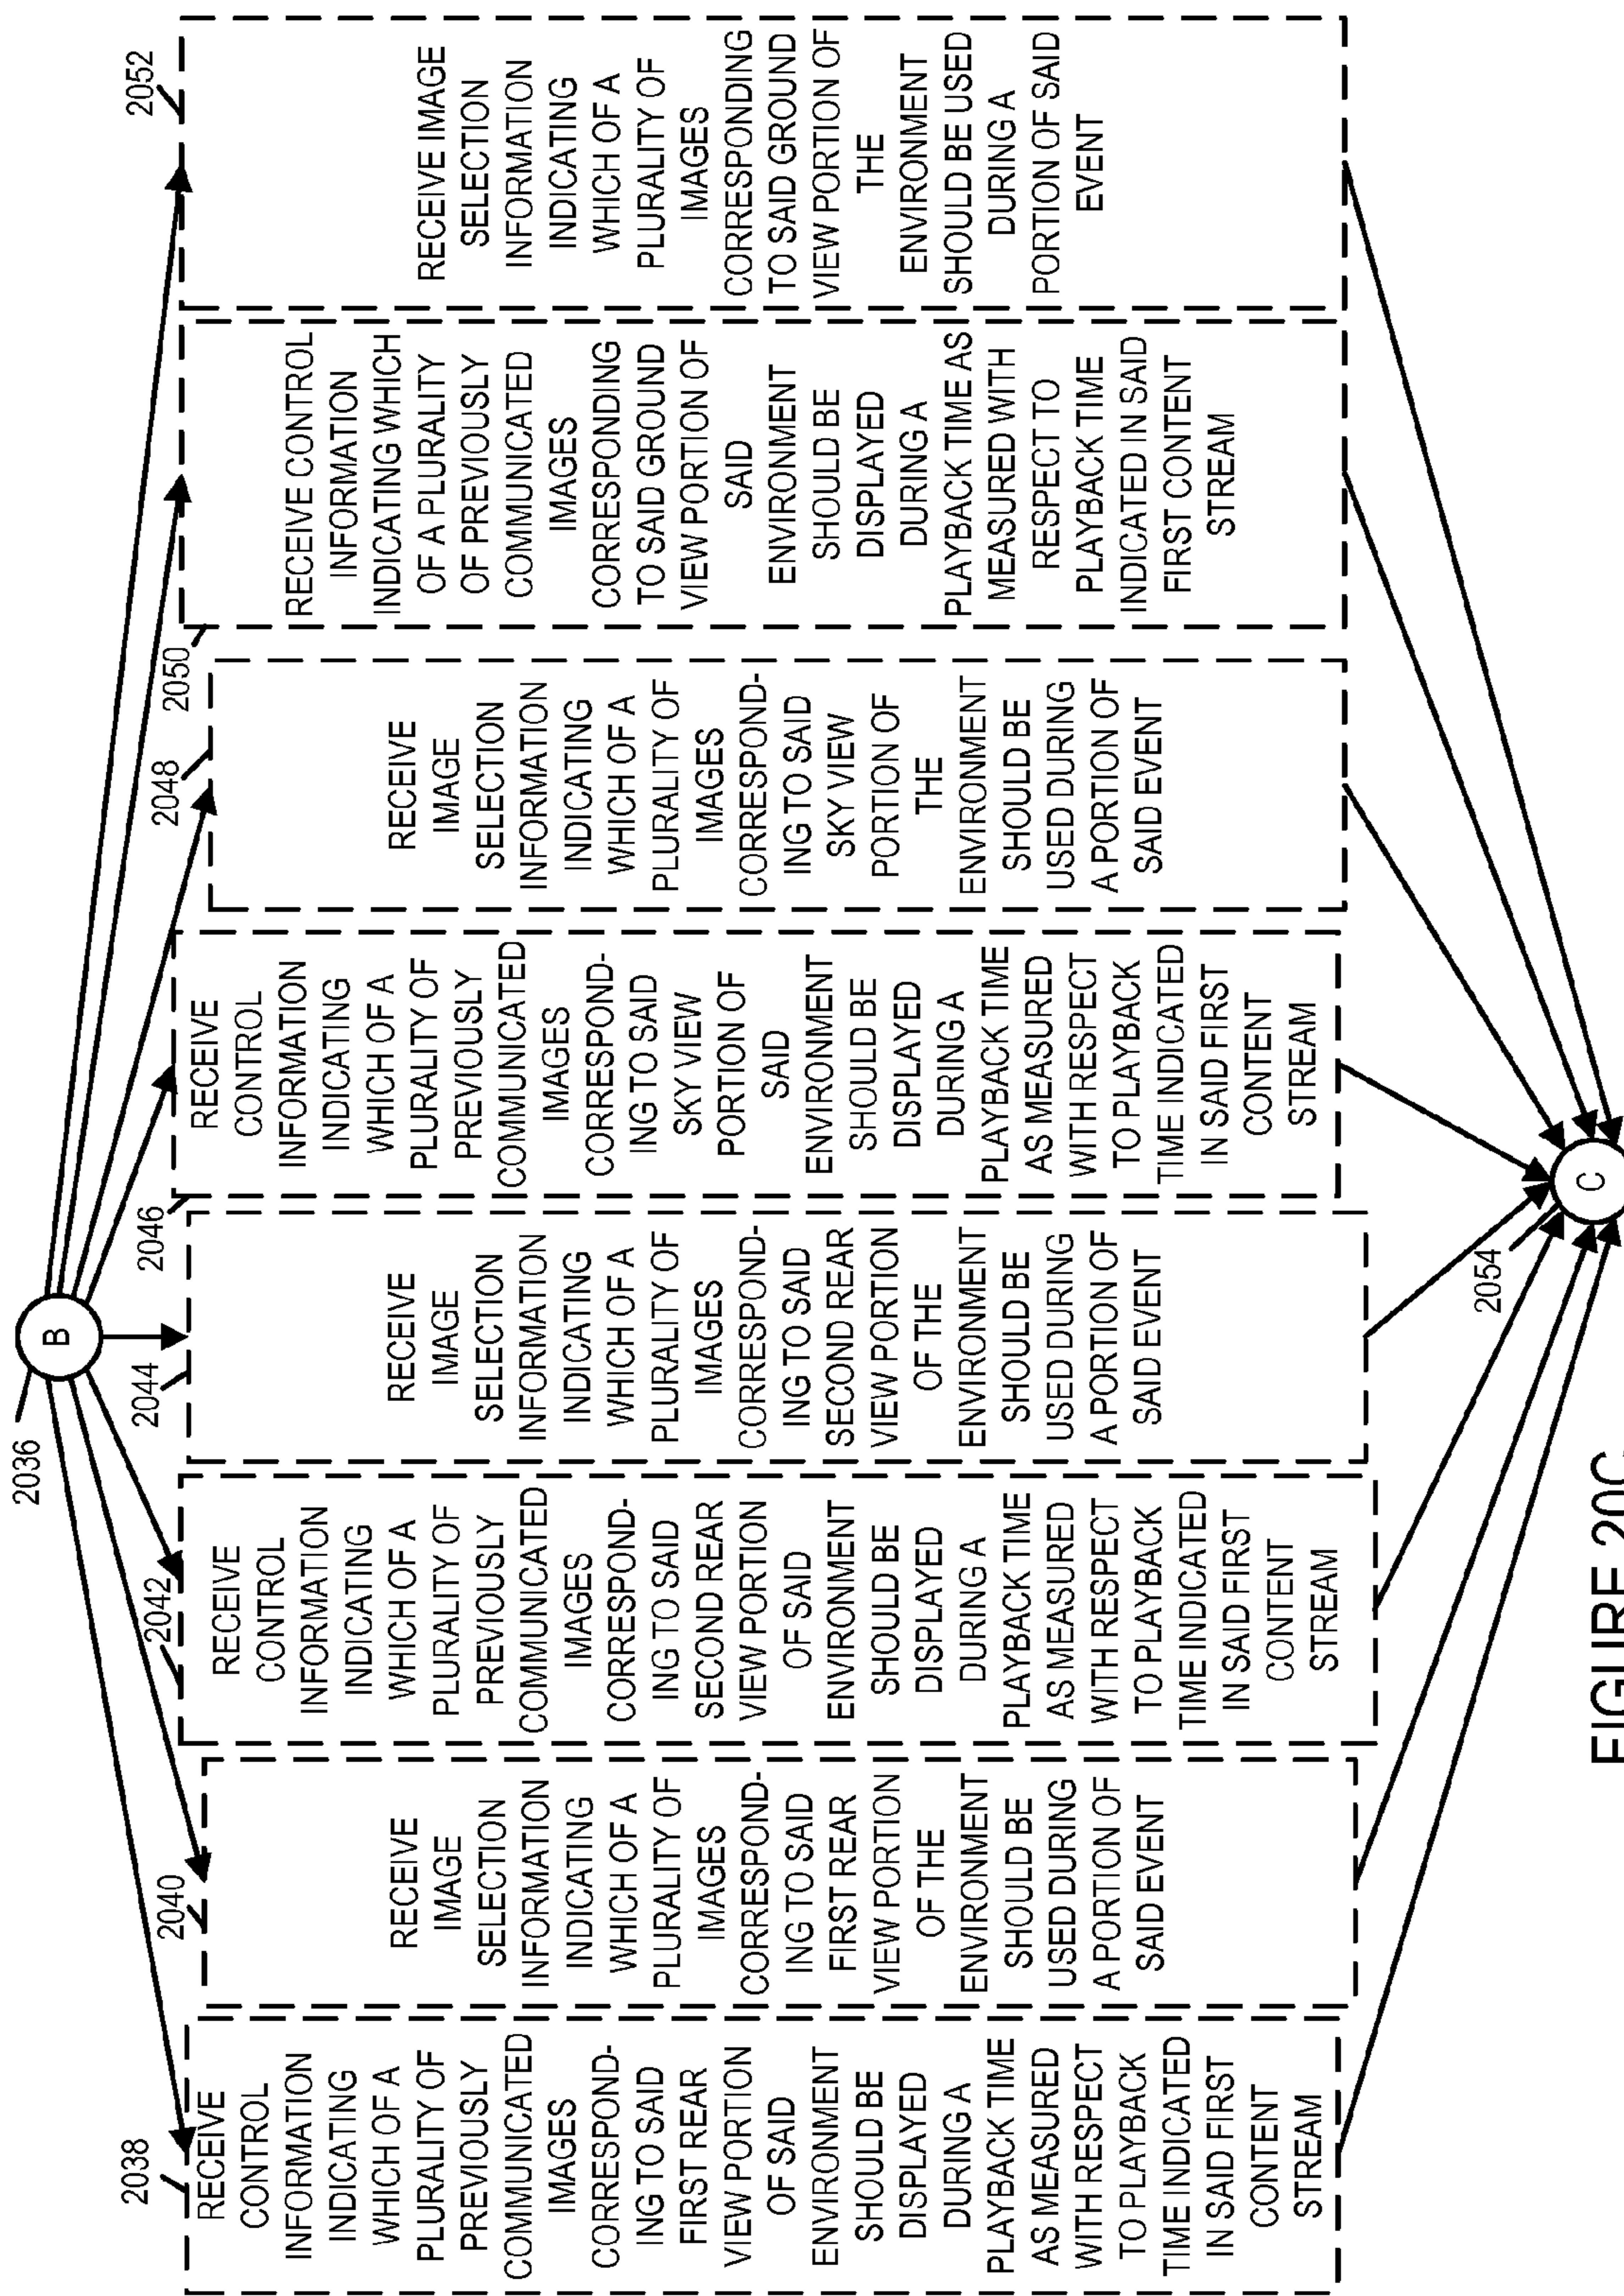 2036
B
2038
RECEIVE
CONTROL
INFORMATION
INDICATING
WHICH OF A
PLURALITY OF
PREVIOUSLY
COMMUNICATED
IMAGES
CORRESPOND-
ING TO SAID
FIRST REAR
VIEW PORTION
OF SAID
ENVIRONMENT
SHOULD BE
DISPLAYED
DURING A
PLAYBACK TIME
AS MEASURED
WITH RESPECT
TO PLAYBACK
TIME INDICATED
IN SAID FIRST
CONTENT
STREAM
2040
RECEIVE
IMAGE
SELECTION
INFORMATION
INDICATING
WHICH OF A
PLURALITY OF
IMAGES
CORRESPOND-
ING TO SAID
FIRST REAR
VIEW PORTION
OF THE
ENVIRONMENT
SHOULD BE
USED DURING
A PORTION OF
SAID EVENT
2042
RECEIVE
CONTROL
INFORMATION
INDICATING
WHICH OF A
PLURALITY OF
PREVIOUSLY
COMMUNICATED
IMAGES
CORRESPOND-
ING TO SAID
SECOND REAR
VIEW PORTION
OF SAID
ENVIRONMENT
SHOULD BE
DISPLAYED
DURING A
PLAYBACK TIME
AS MEASURED
WITH RESPECT
TO PLAYBACK
TIME INDICATED
IN SAID FIRST
CONTENT
STREAM
2044
RECEIVE
IMAGE
SELECTION
INFORMATION
INDICATING
WHICH OF A
PLURALITY OF
IMAGES
CORRESPOND-
ING TO SAID
SECOND REAR
VIEW PORTION
OF THE
ENVIRONMENT
SHOULD BE
USED DURING
A PORTION OF
SAID EVENT
2046
RECEIVE
CONTROL
INFORMATION
INDICATING
WHICH OF A
PLURALITY OF
PREVIOUSLY
COMMUNICATED
IMAGES
CORRESPOND-
ING TO SAID
SKY VIEW
PORTION OF
SAID
ENVIRONMENT
SHOULD BE
DISPLAYED
DURING A
PLAYBACK TIME
AS MEASURED
WITH RESPECT
TO PLAYBACK
TIME INDICATED
IN SAID FIRST
CONTENT
STREAM
2048
RECEIVE
IMAGE
SELECTION
INFORMATION
INDICATING
WHICH OF A
PLURALITY OF
IMAGES
CORRESPOND-
ING TO SAID
SKY VIEW
PORTION OF
THE
ENVIRONMENT
SHOULD BE
USED DURING
A PORTION OF
SAID EVENT
2050
RECEIVE CONTROL
INFORMATION
INDICATING WHICH
OF A PLURALITY
OF PREVIOUSLY
COMMUNICATED
IMAGES
CORRESPONDING
TO SAID GROUND
VIEW PORTION OF
SAID
ENVIRONMENT
SHOULD BE
DISPLAYED
DURING A
PLAYBACK TIME AS
MEASURED WITH
RESPECT TO
PLAYBACK TIME
INDICATED IN SAID
FIRST CONTENT
STREAM
2052
RECEIVE IMAGE
SELECTION
INFORMATION
INDICATING
WHICH OF A
PLURALITY OF
IMAGES
CORRESPONDING
TO SAID GROUND
VIEW PORTION OF
THE
ENVIRONMENT
SHOULD BE USED
DURING A
PORTION OF SAID
EVENT
2054
C
FIGURE 20C